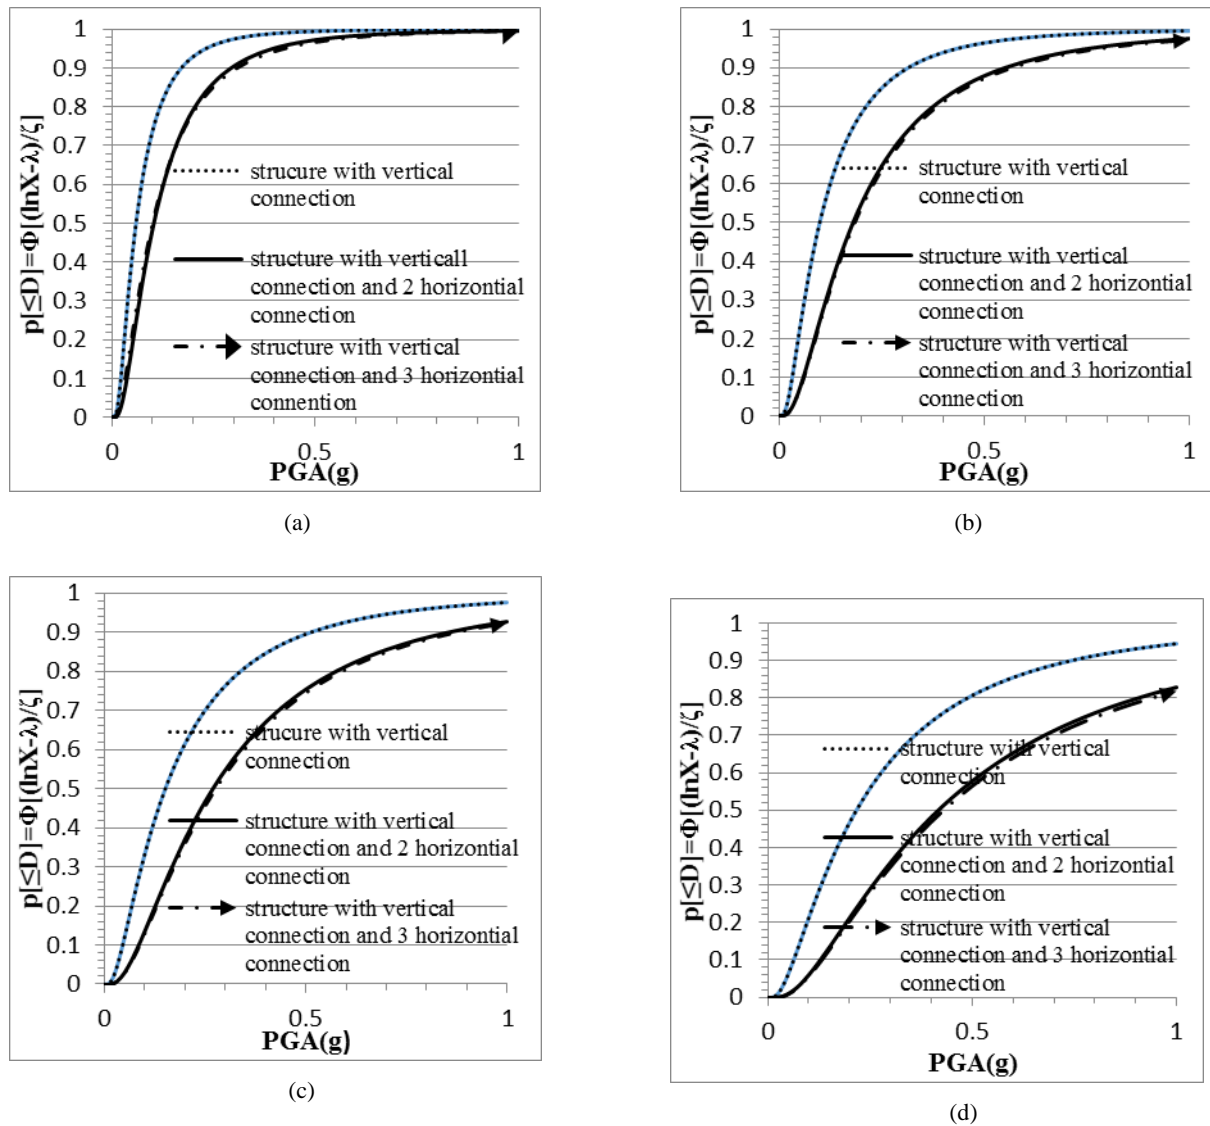 1
0.9
0.8
0.7
0.6
0.5
0.4
0.3
0.2
0.1
0
p[≤D]=Φ[(lnX-λ)/ζ]
strucure with vertical
connection
structure with verticall
connection and 2 horizontial
connection
structure with vertical
connection and 3 horizontial
connention
0
0.5
1
PGA(g)
(a)
1
0.9
0.8
0.7
0.6
0.5
0.4
0.3
0.2
0.1
0
p[≤D]=Φ[(lnX-λ)/ζ]
strucure with vertical
connection
structure with vertical
connection and 2 horizontial
connection
structure with vertical
connection and 3 horizontial
connection
0
0.5
1
PGA(g)
(b)
1
0.9
0.8
0.7
0.6
0.5
0.4
0.3
0.2
0.1
0
p[≤D]=Φ[(lnX-λ)/ζ]
strucure with vertical
connection
structure with vertical
connection and 2 horizontial
connection
structure with vertical
connection and 3 horizontial
connection
0
0.5
1
PGA(g)
(c)
1
0.9
0.8
0.7
0.6
0.5
0.4
0.3
0.2
0.1
0
p[≤D]=Φ[(lnX-λ)/ζ]
strucure with vertical
connection
structure with vertical
connection and 2 horizontial
connection
structure with vertical
connection and 3 horizontial
connection
0
0.5
1
PGA(g)
(d)